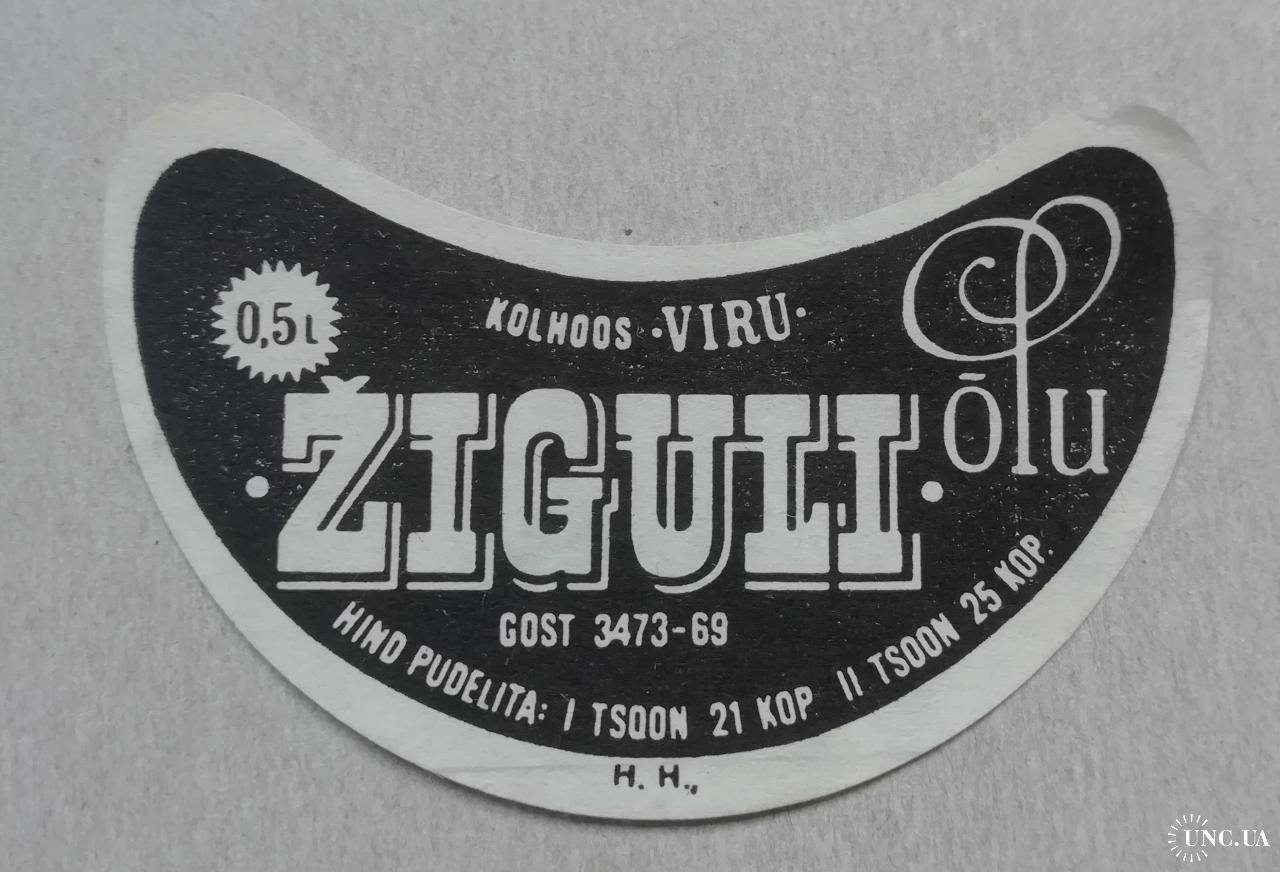 KOLHOOS ·VIRU·
0,5 l
·ŽIGULI·
õlu
GOST 3473-69
HIND PUDELITA: I TSOON 21 KOP II TSOON 25 KOP.
H. H.,
UNC.UA